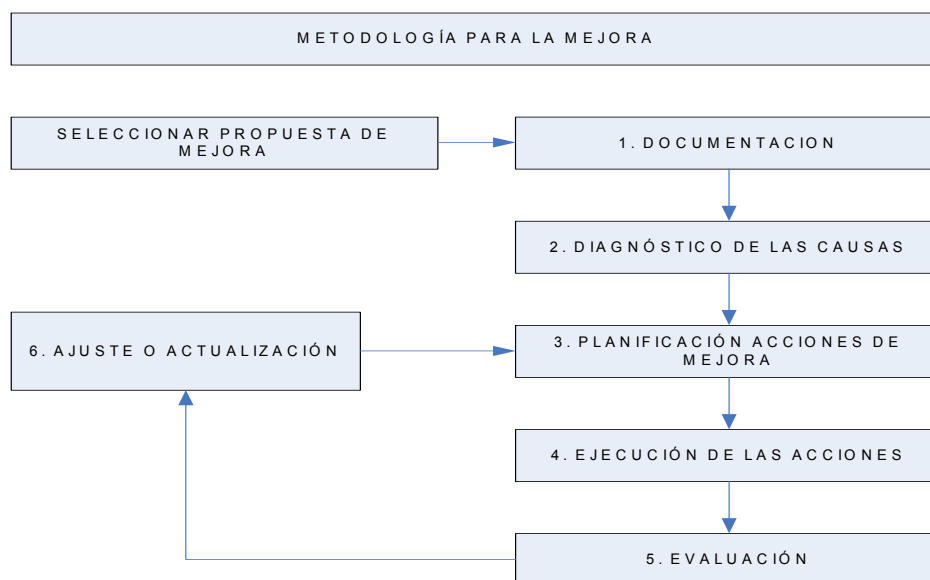 METODOLOGÍA PARA LA MEJORA
SELECCIONAR PROPUESTA DE
MEJORA
1. DOCUMENTACION
2. DIAGNÓSTICO DE LAS CAUSAS
3. PLANIFICACIÓN ACCIONES DE
MEJORA
6. AJUSTE O ACTUALIZACIÓN
4. EJECUCIÓN DE LAS ACCIONES
5. EVALUACIÓN